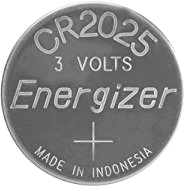 CR2025
3 VOLTS
Energizer
+
MADE IN INDONESIA